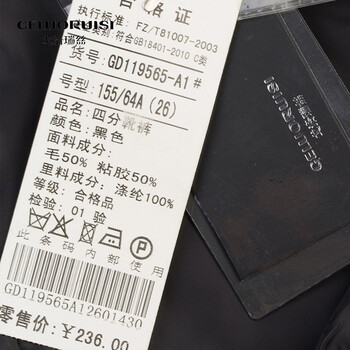 合格证
执行标准: FZ/T81007-2003
类别: 符合GB18401-2010 C类
货号: GD119565-A1#
号型: 155/64A (26)
品名: 四分靴裤
颜色: 黑色
面料成分:
毛50% 粘胶50%
里料成分: 涤纶100%
等级: 合格品
检验: 01 验
此条码内部使用
GD119565A12601430
零售价: ¥236.00